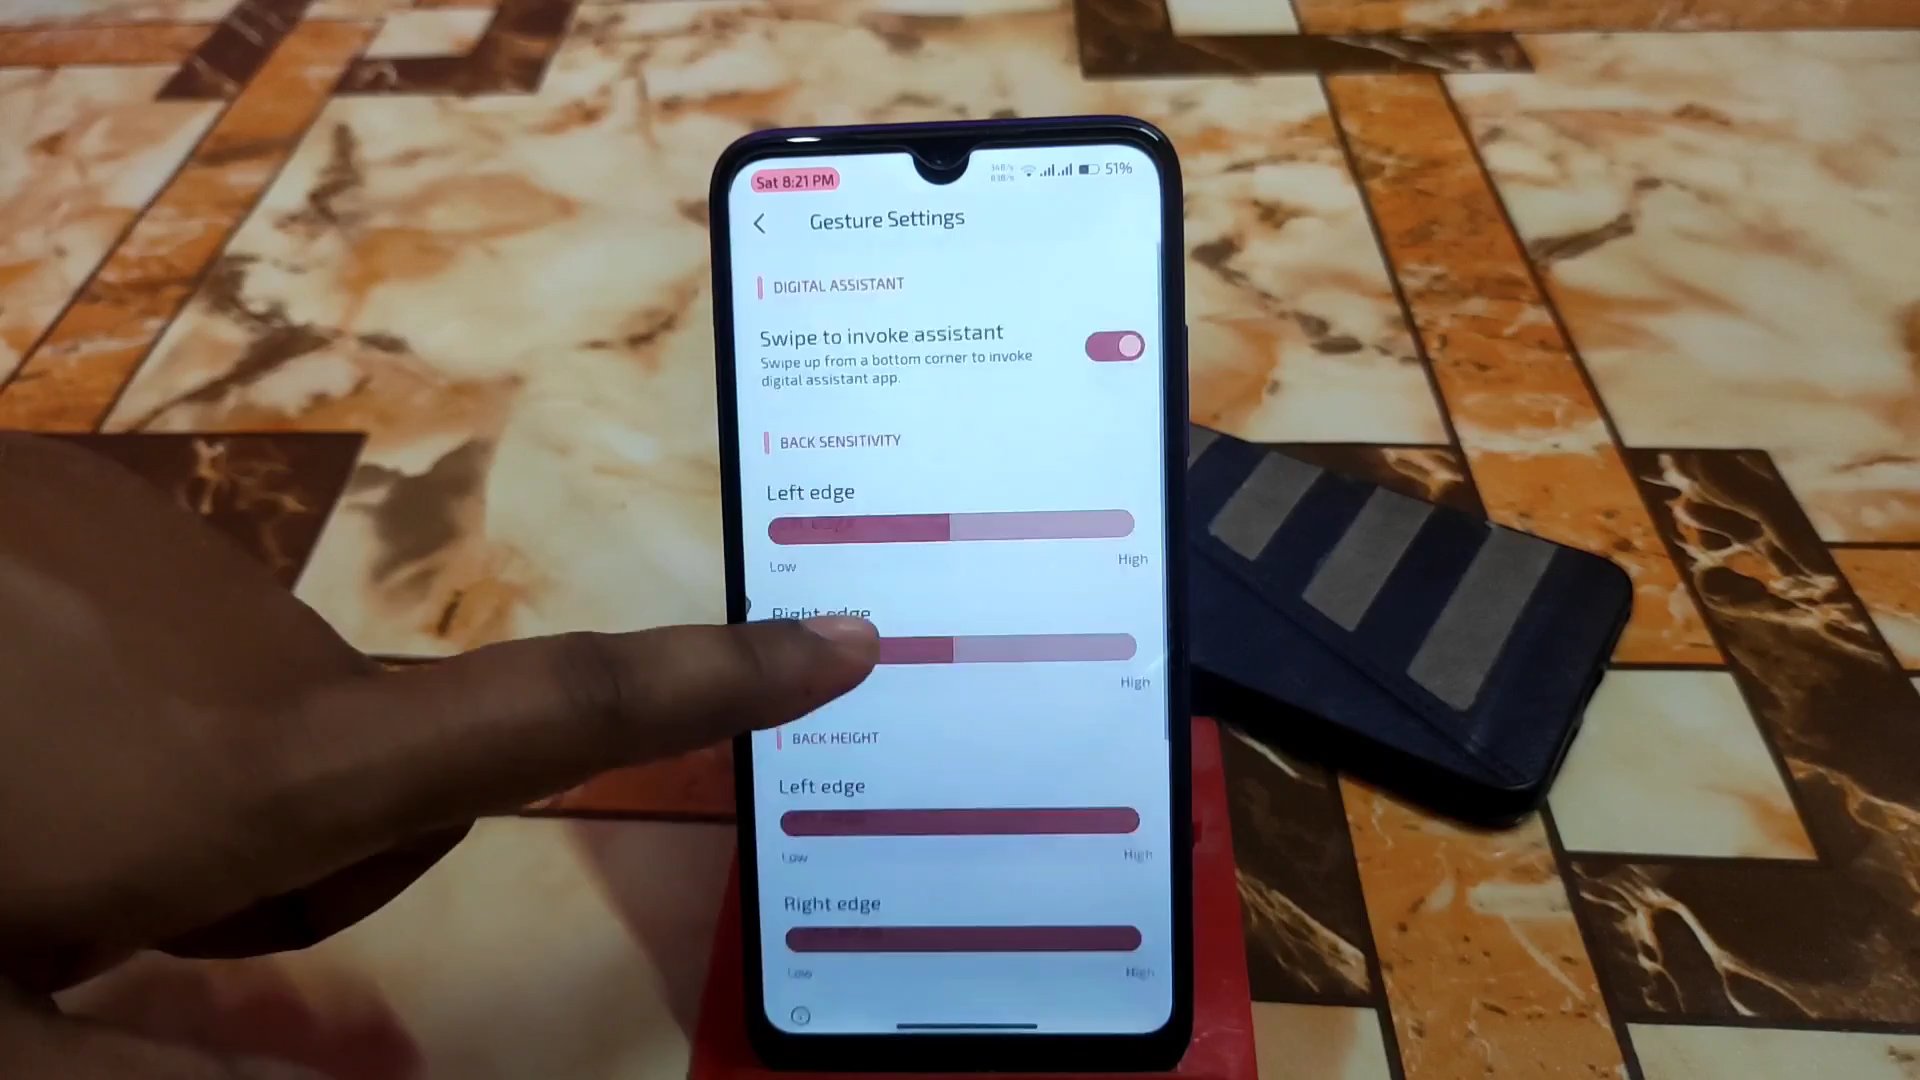 Sat 8:21 PM
51%
Gesture Settings
DIGITAL ASSISTANT
Swipe to invoke assistant
Swipe up from a bottom corner to invoke
digital assistant app.
BACK SENSITIVITY
Left edge
Low High
Right edge
High
BACK HEIGHT
Left edge
Low High
Right edge
Low High